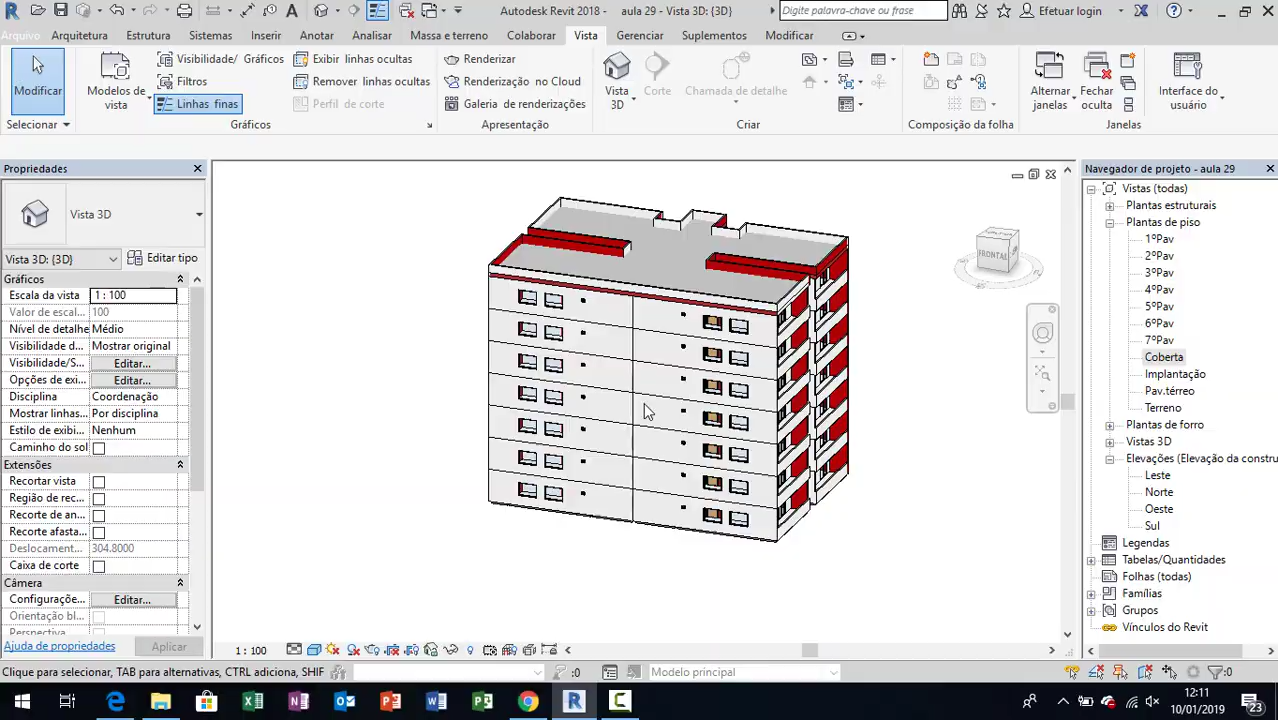 Autodesk Revit 2018 - aula 29 - Vista 3D: {3D}
Digite palavra-chave ou frase
Efetuar login
Arquivo Arquitetura Estrutura Sistemas Inserir Anotar Analisar Massa e terreno Colaborar Vista Gerenciar Suplementos Modificar
Modificar
Modelos de vista
Visibilidade/ Gráficos
Filtros
Linhas finas
Exibir linhas ocultas
Remover linhas ocultas
Perfil de corte
Renderizar
Renderização no Cloud
Galeria de renderizações
Vista 3D
Corte
Chamada de detalhe
Alternar janelas
Fechar oculta
Interface do usuário
Selecionar Gráficos Apresentação Criar Composição da folha Janelas
Propriedades
Vista 3D
Vista 3D: {3D} Editar tipo
Gráficos
Escala da vista 1 : 100
Valor de escal... 100
Nível de detalhe Médio
Visibilidade d... Mostrar original
Visibilidade/S... Editar...
Opções de exi... Editar...
Disciplina Coordenação
Mostrar linhas... Por disciplina
Estilo de exibi... Nenhum
Caminho do sol
Extensões
Recortar vista
Região de rec...
Recorte de an...
Recorte afasta...
Deslocament... 304.8000
Caixa de corte
Câmera
Configuraçõe... Editar...
Orientação bl...
Perspectiva
Ajuda de propriedades Aplicar
FRONTAL
1 : 100
Navegador de projeto - aula 29
Vistas (todas)
Plantas estruturais
Plantas de piso
1ºPav
2ºPav
3ºPav
4ºPav
5ºPav
6ºPav
7ºPav
Coberta
Implantação
Pav.térreo
Terreno
Plantas de forro
Vistas 3D
Elevações (Elevação da constru
Leste
Norte
Oeste
Sul
Legendas
Tabelas/Quantidades
Folhas (todas)
Famílias
Grupos
Vínculos do Revit
Clique para selecionar, TAB para alternativas, CTRL adiciona, SHIF
:0
Modelo principal
:0
12:11
10/01/2019
23